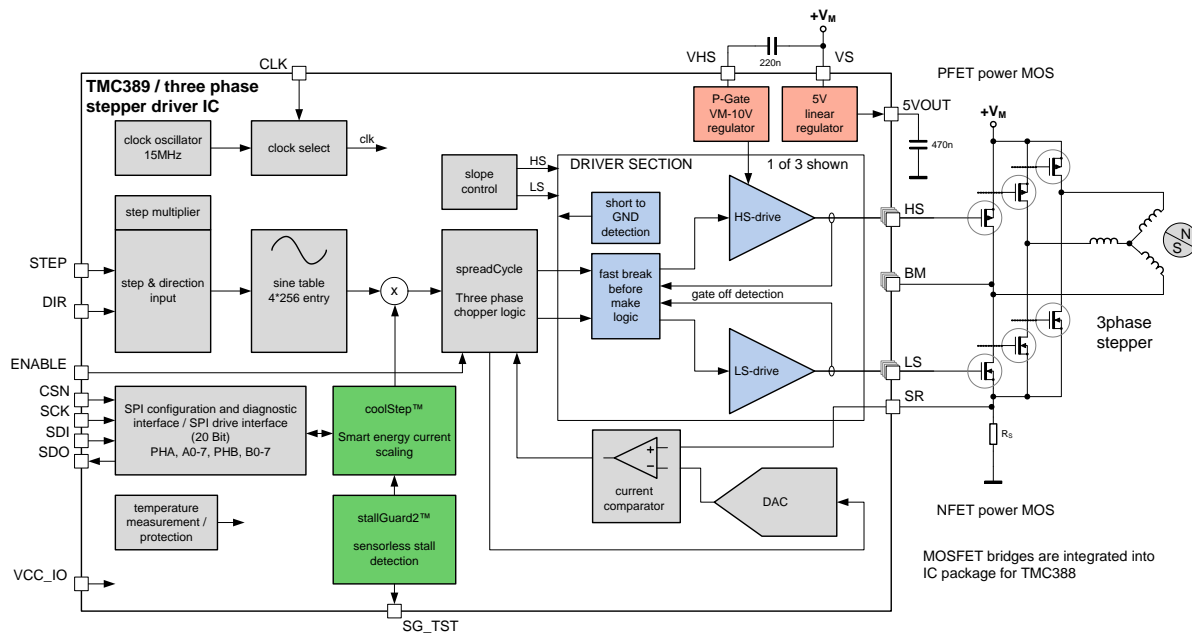 +VM
VHS
220n
VS
CLK
TMC389 / three phase
stepper driver IC
PFET power MOS
P-Gate
VM-10V
regulator
5V
linear
regulator
5VOUT
+VM
470n
clock oscillator
15MHz
clock select
clk
slope
control
HS
LS
DRIVER SECTION
1 of 3 shown
short to
GND
detection
HS-drive
HS
step multiplier
STEP
DIR
step & direction
input
sine table
4*256 entry
x
spreadCycle
Three phase
chopper logic
fast break
before
make
logic
gate off detection
BM
N
S
3phase
stepper
LS-drive
LS
ENABLE
CSN
SCK
SDI
SDO
SPI configuration and diagnostic
interface / SPI drive interface
(20 Bit)
PHA, A0-7, PHB, B0-7
coolStep™
Smart energy current
scaling
SR
RS
+
−
current
comparator
DAC
temperature
measurement /
protection
stallGuard2™
sensorless stall
detection
NFET power MOS
MOSFET bridges are integrated into
IC package for TMC388
VCC_IO
SG_TST